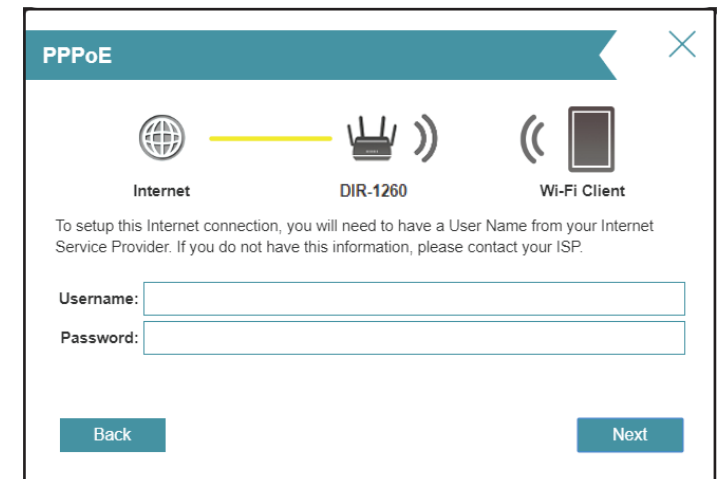 PPPoE
Internet
DIR-1260
Wi-Fi Client
To setup this Internet connection, you will need to have a User Name from your Internet
Service Provider. If you do not have this information, please contact your ISP.
Username:
Password:
Back
Next